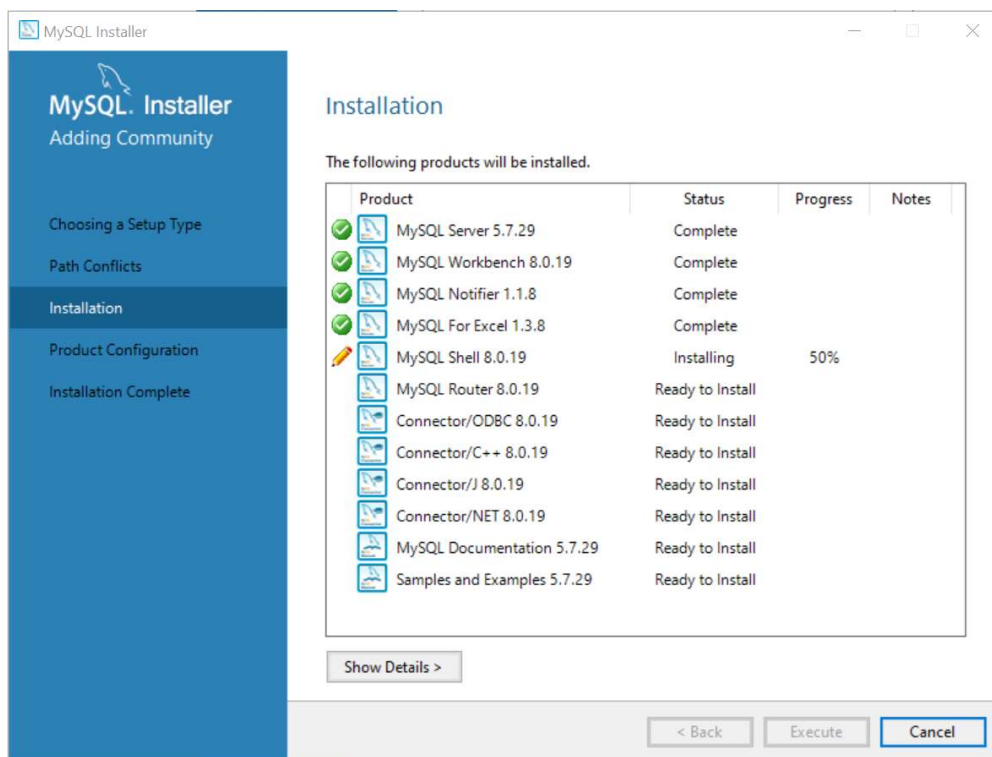 MySQL Installer
MySQL. Installer
Adding Community
Choosing a Setup Type
Path Conflicts
Installation
Product Configuration
Installation Complete
Installation
The following products will be installed.
Product Status Progress Notes
MySQL Server 5.7.29 Complete
MySQL Workbench 8.0.19 Complete
MySQL Notifier 1.1.8 Complete
MySQL For Excel 1.3.8 Complete
MySQL Shell 8.0.19 Installing 50%
MySQL Router 8.0.19 Ready to Install
Connector/ODBC 8.0.19 Ready to Install
Connector/C++ 8.0.19 Ready to Install
Connector/J 8.0.19 Ready to Install
Connector/NET 8.0.19 Ready to Install
MySQL Documentation 5.7.29 Ready to Install
Samples and Examples 5.7.29 Ready to Install
Show Details >
< Back Execute Cancel